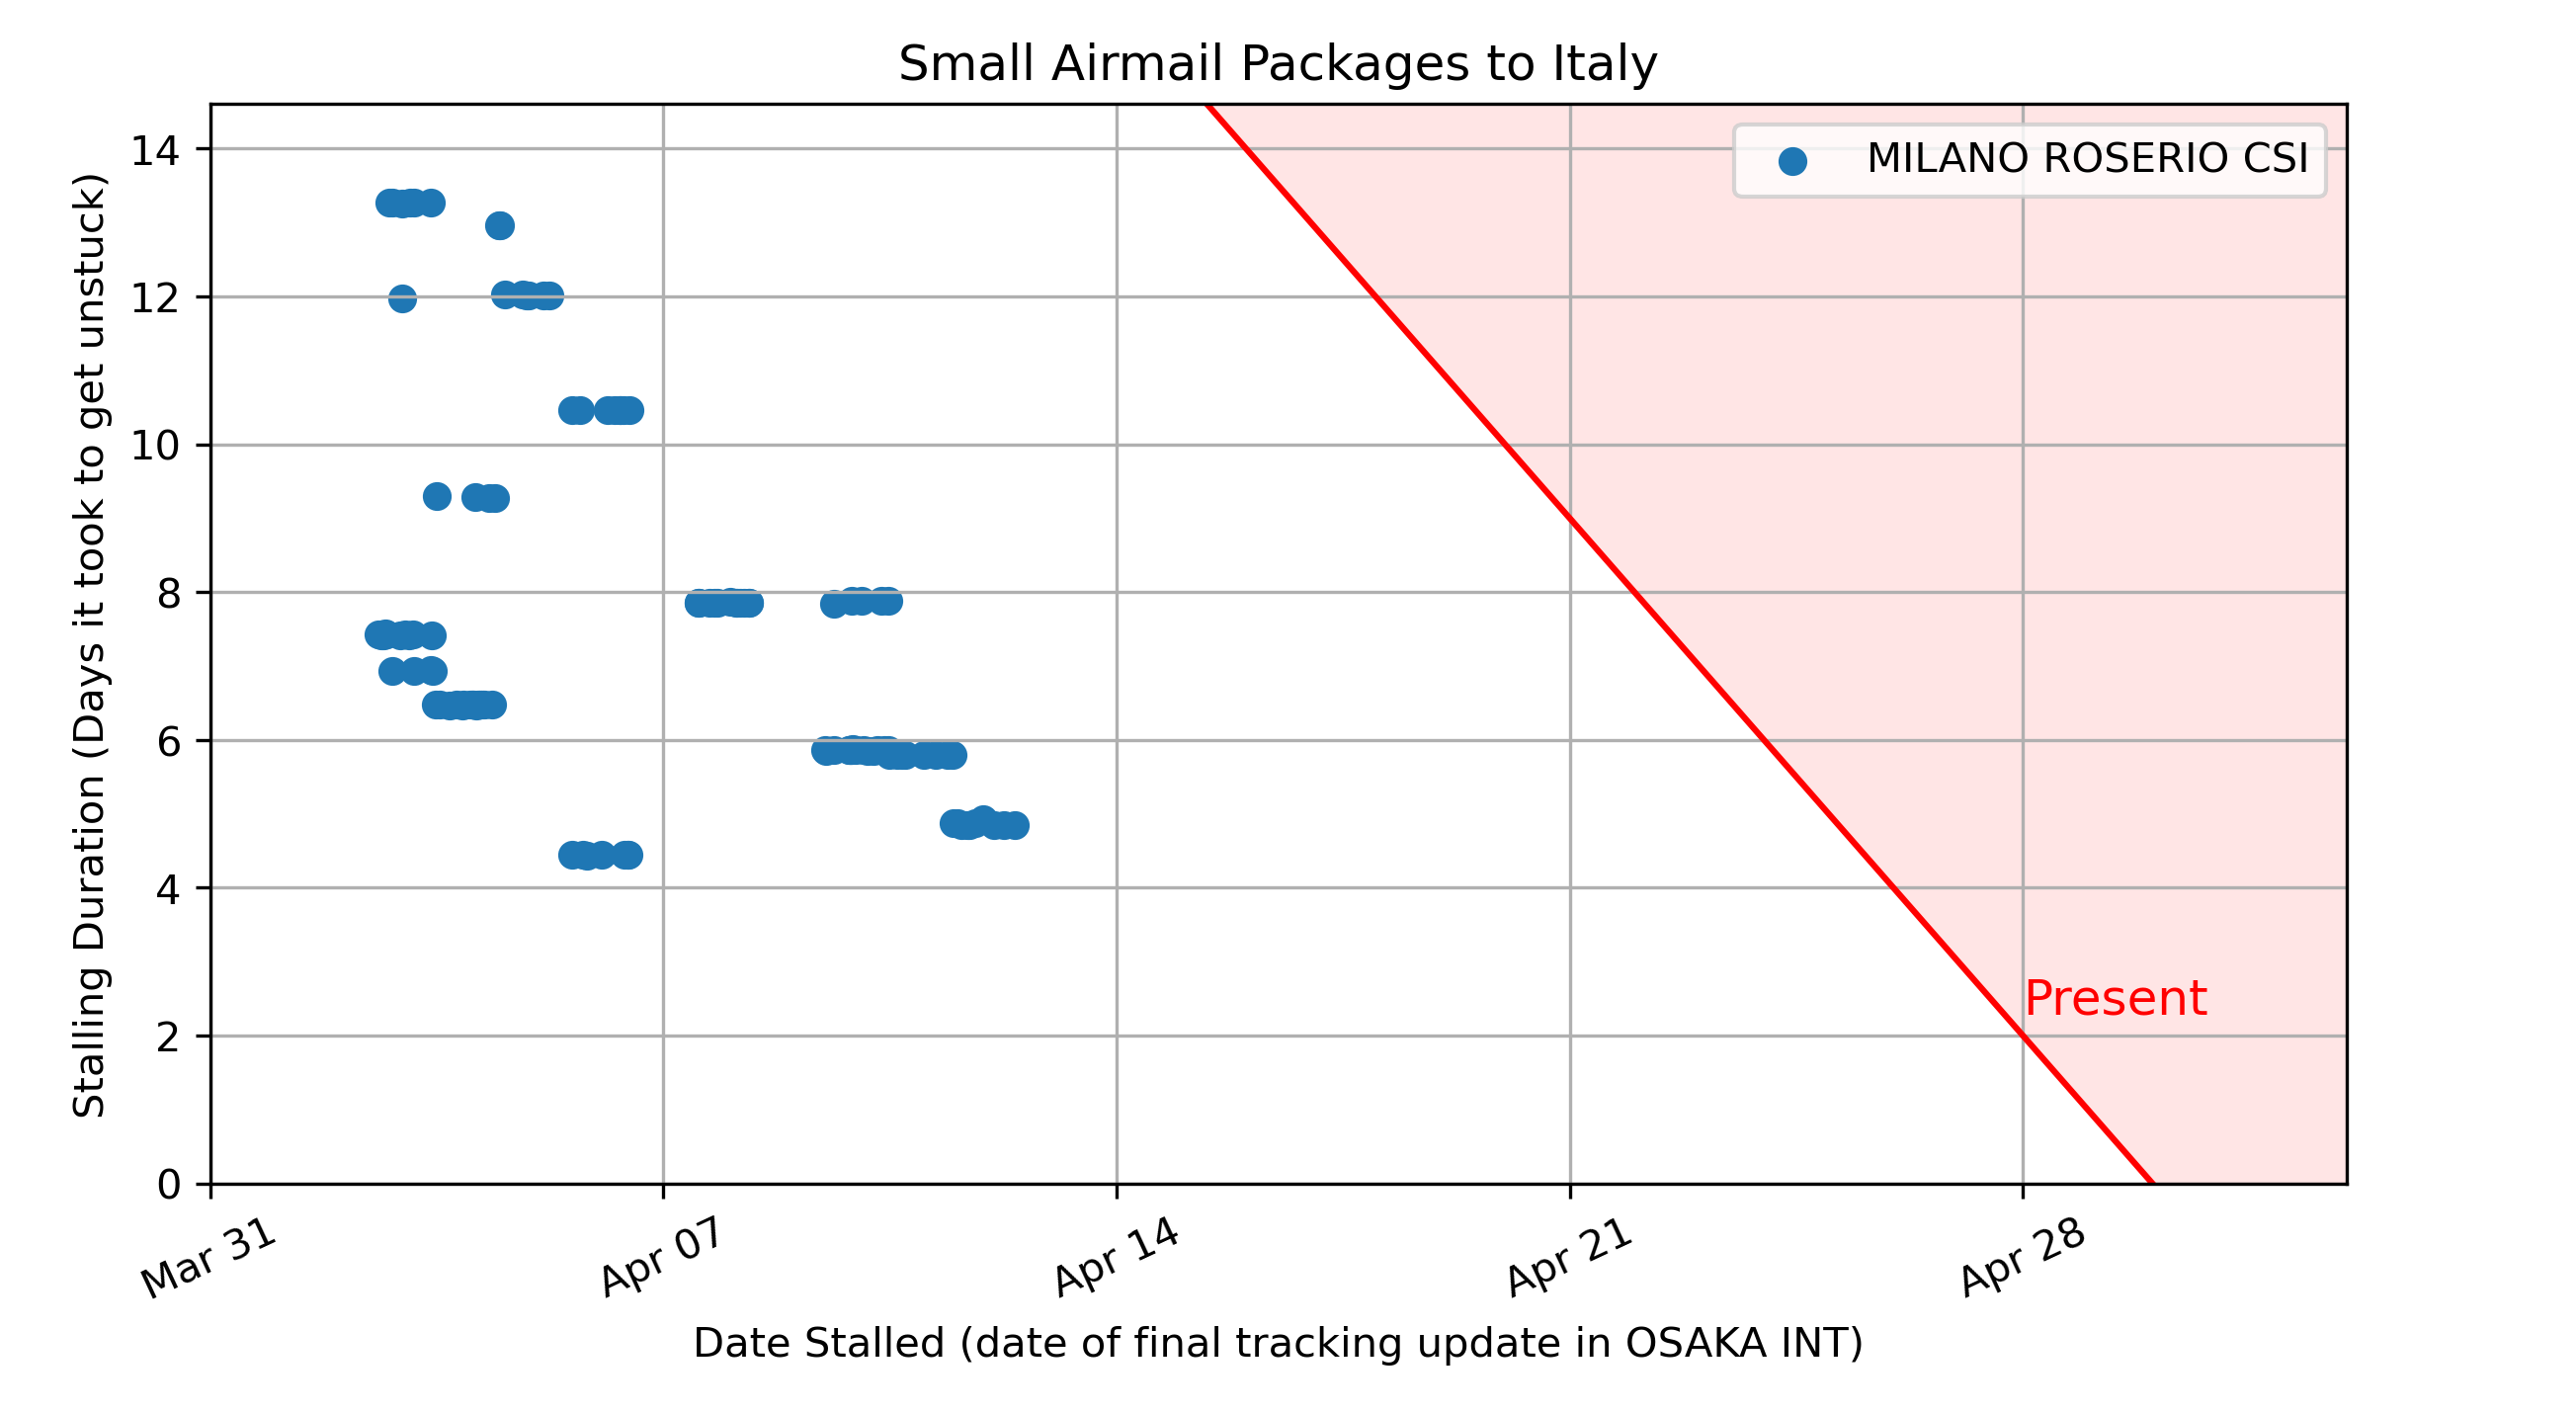 Small Airmail Packages to Italy
MILANO ROSERIO CSI
Stalling Duration (Days it took to get unstuck)
14
12
10
8
6
4
2
0
Present
Mar 31
Apr 07
Apr 14
Apr 21
Apr 28
Date Stalled (date of final tracking update in OSAKA INT)